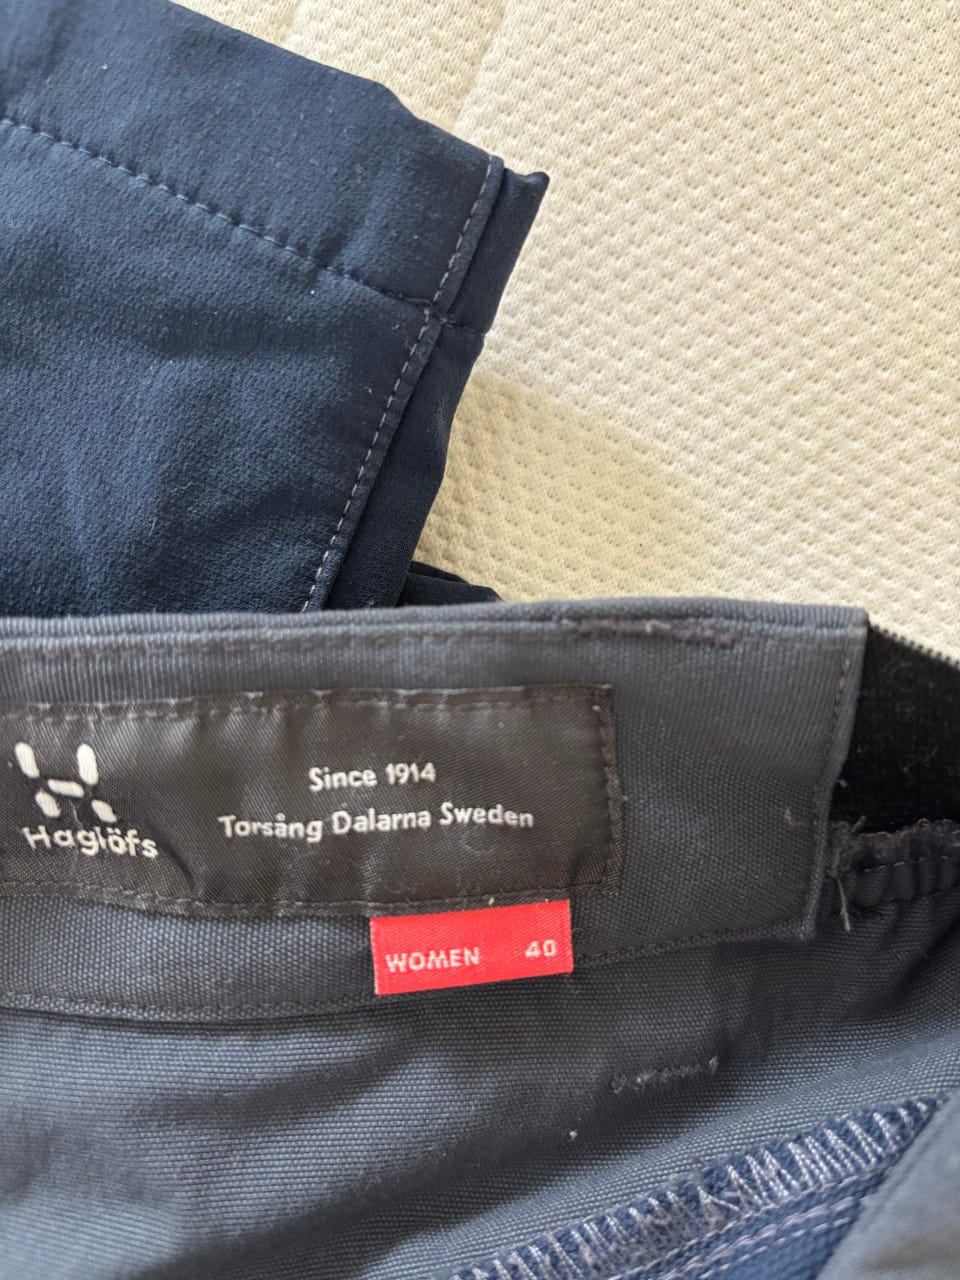 Since 1914
Torsång Dalarna Sweden
Haglöfs
WOMEN 40